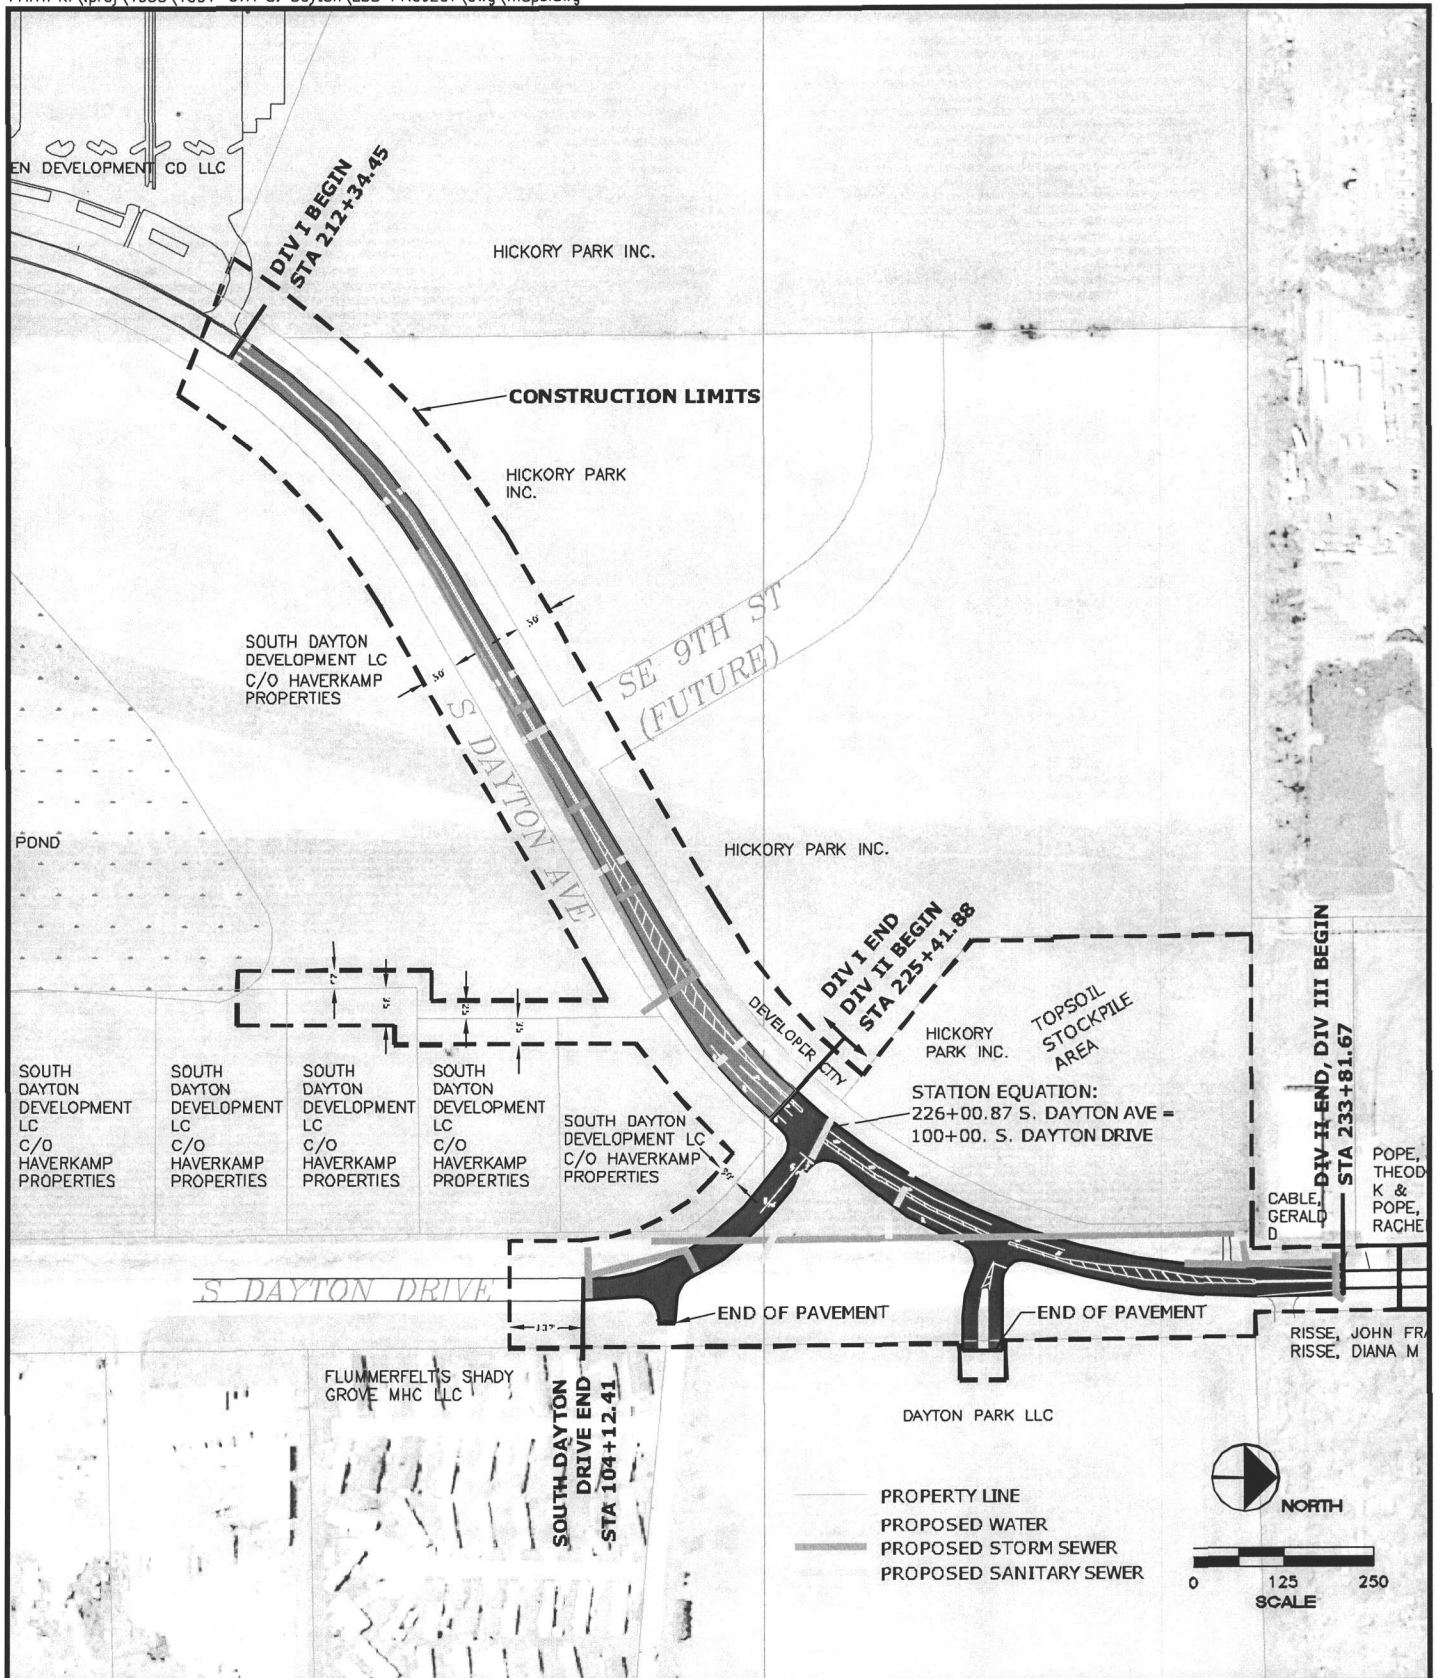 EN DEVELOPMENT CO LLC
DIV I BEGIN
STA 212+34.45
HICKORY PARK INC.
CONSTRUCTION LIMITS
HICKORY PARK
INC.
50'
50'
SE 9TH ST
(FUTURE)
SOUTH DAYTON
DEVELOPMENT LC
C/O HAVERKAMP
PROPERTIES
S DAYTON AVE
POND
HICKORY PARK INC.
DIV I END
DIV II BEGIN
STA 225+41.88
DEVELOPER
CITY
HICKORY
PARK INC.
TOPSOIL
STOCKPILE
AREA
DIV II END, DIV III BEGIN
STA 233+81.67
25
35
25
35
STATION EQUATION:
226+00.87 S. DAYTON AVE =
100+00. S. DAYTON DRIVE
SOUTH
DAYTON
DEVELOPMENT
LC
C/O
HAVERKAMP
PROPERTIES
SOUTH
DAYTON
DEVELOPMENT
LC
C/O
HAVERKAMP
PROPERTIES
SOUTH
DAYTON
DEVELOPMENT
LC
C/O
HAVERKAMP
PROPERTIES
SOUTH
DAYTON
DEVELOPMENT
LC
C/O
HAVERKAMP
PROPERTIES
SOUTH DAYTON
DEVELOPMENT LC
C/O HAVERKAMP
PROPERTIES
CABLE,
GERALD
D
POPE,
THEOD
K &
POPE,
RACHE
S DAYTON DRIVE
END OF PAVEMENT
END OF PAVEMENT
RISSE, JOHN FRA
RISSE, DIANA M
FLUMMERFELT'S SHADY
GROVE MHC LLC
SOUTH DAYTON
DRIVE END
STA 104+12.41
DAYTON PARK LLC
PROPERTY LINE
PROPOSED WATER
PROPOSED STORM SEWER
PROPOSED SANITARY SEWER
NORTH
0 125 250
SCALE